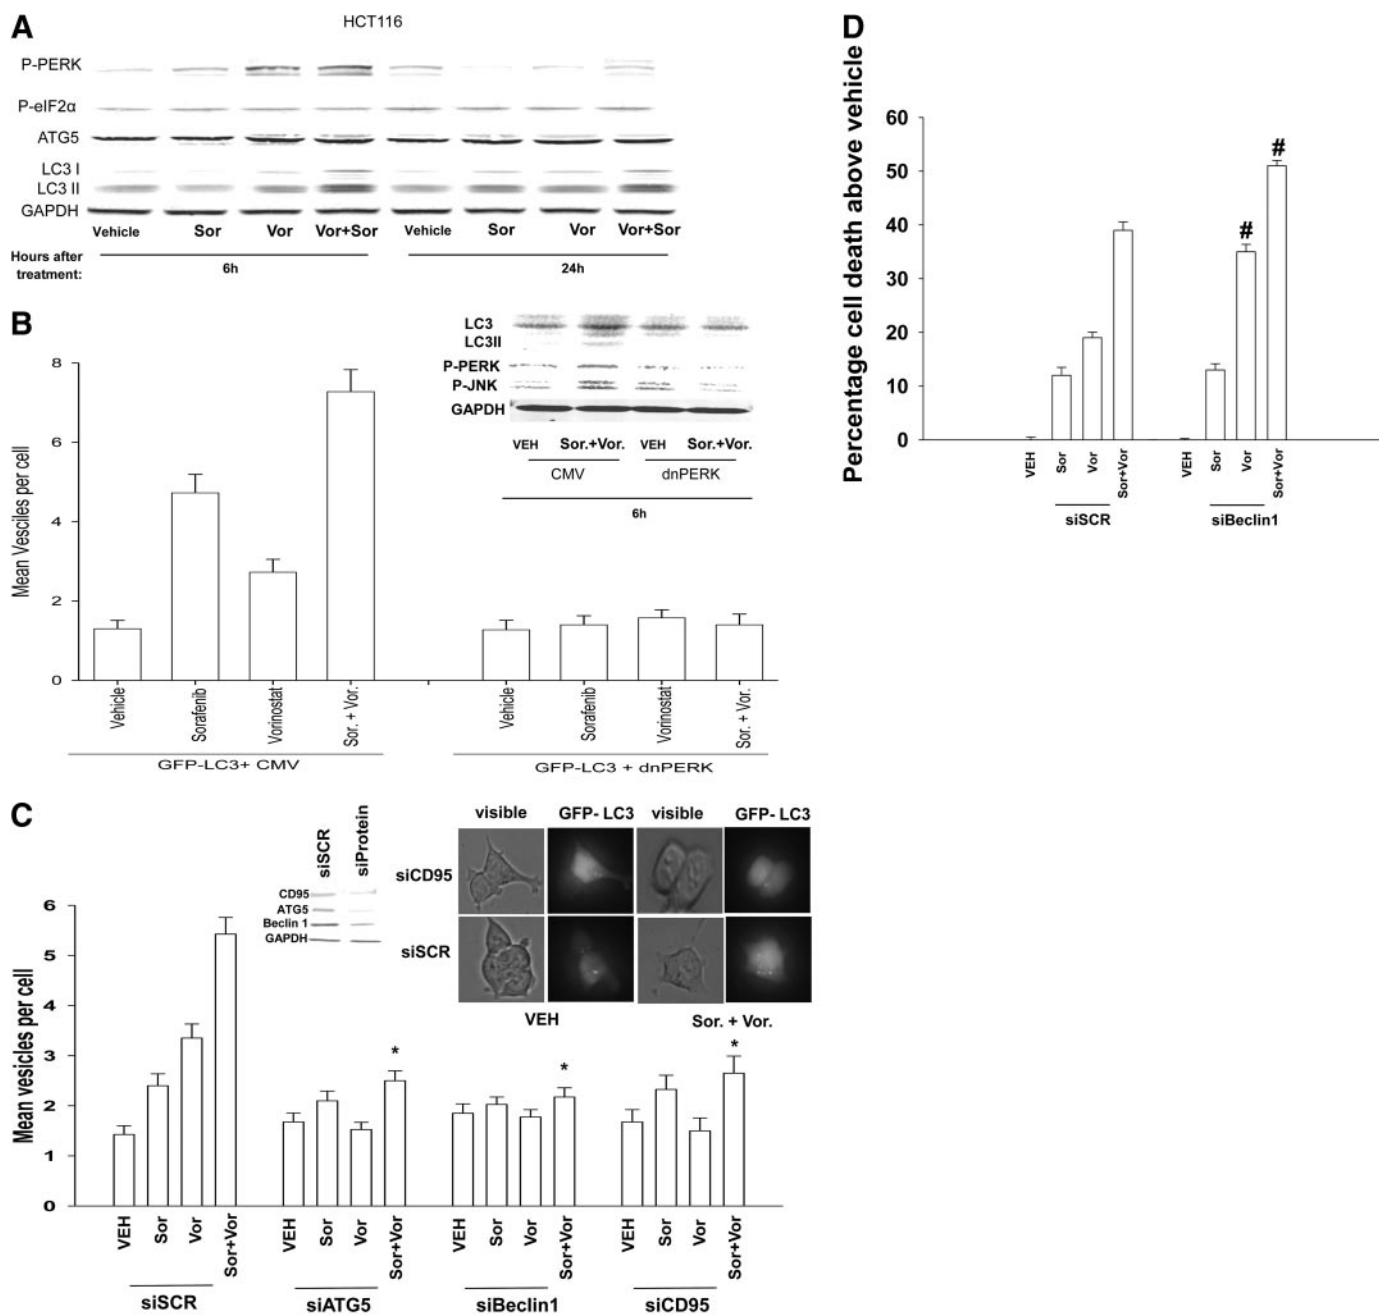 A
HCT116
P-PERK
P-eIF2α
ATG5
LC3 I
LC3 II
GAPDH
Vehicle Sor Vor Vor+Sor Vehicle Sor Vor Vor+Sor
Hours after
treatment:
6h 24h
B
Mean Vesciles per cell
8
6
4
2
0
Vehicle
Sorafenib
Vorinostat
Sor. + Vor.
Vehicle
Sorafenib
Vorinostat
Sor. + Vor.
GFP-LC3+ CMV
GFP-LC3 + dnPERK
LC3
LC3II
P-PERK
P-JNK
GAPDH
VEH Sor.+Vor. VEH Sor.+Vor.
CMV dnPERK
6h
C
Mean vesicles per cell
6
5
4
3
2
1
0
siSCR
siProtein
CD95
ATG5
Beclin 1
GAPDH
visible GFP- LC3 visible GFP- LC3
siCD95
siSCR
VEH Sor. + Vor.
* * *
VEH
Sor
Vor
Sor+Vor
VEH
Sor
Vor
Sor+Vor
VEH
Sor
Vor
Sor+Vor
VEH
Sor
Vor
Sor+Vor
siSCR siATG5 siBeclin1 siCD95
D
Percentage cell death above vehicle
60
50
40
30
20
10
0
# #
VEH
Sor
Vor
Sor+Vor
VEH
Sor
Vor
Sor+Vor
siSCR siBeclin1